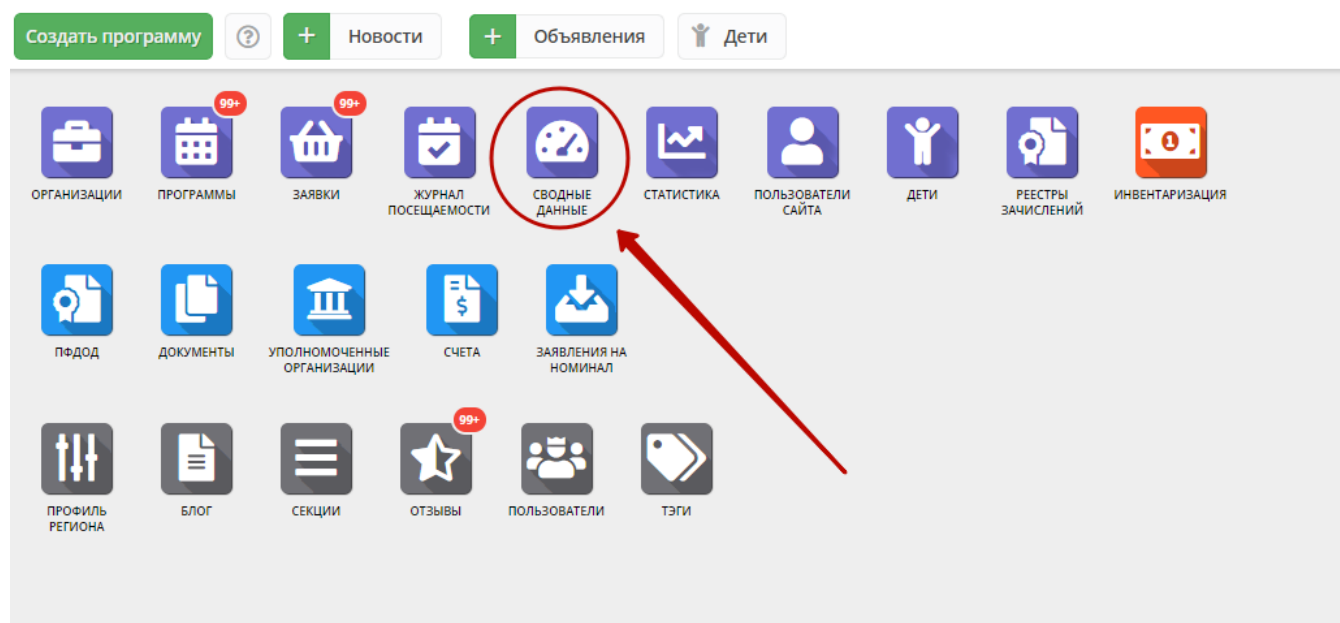 Создать программу
?
+ Новости
+ Объявления
Дети
99+
99+
ОРГАНИЗАЦИИ
ПРОГРАММЫ
ЗАЯВКИ
ЖУРНАЛ
ПОСЕЩАЕМОСТИ
СВОДНЫЕ
ДАННЫЕ
СТАТИСТИКА
ПОЛЬЗОВАТЕЛИ
САЙТА
ДЕТИ
РЕЕСТРЫ
ЗАЧИСЛЕНИЙ
1
ИНВЕНТАРИЗАЦИЯ
ПФДОД
ДОКУМЕНТЫ
УПОЛНОМОЧЕННЫЕ
ОРГАНИЗАЦИИ
$
СЧЕТА
ЗАЯВЛЕНИЯ НА
НОМИНАЛ
99+
ПРОФИЛЬ
РЕГИОНА
БЛОГ
СЕКЦИИ
ОТЗЫВЫ
ПОЛЬЗОВАТЕЛИ
ТЭГИ